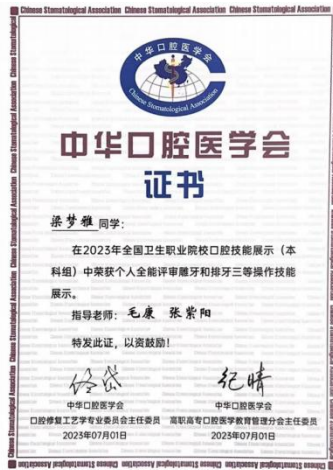 Chinese Stomatological Association Chinese Stomatological Association Chinese Stomatological Association
中华口腔医学会
Chinese Stomatological Association
中华口腔医学会
证书
梁梦雅 同学:
在2023年全国卫生职业院校口腔技能展示（本
科组）中荣获个人全能评审雕牙和排牙三等操作技能
展示。
指导老师: 毛康 张紫阳
特发此证，以资鼓励！
中华口腔医学会
中华口腔医学会
口腔修复工艺学专业委员会主任委员
高职高专口腔医学教育管理分会主任委员
2023年07月01日
2023年07月01日